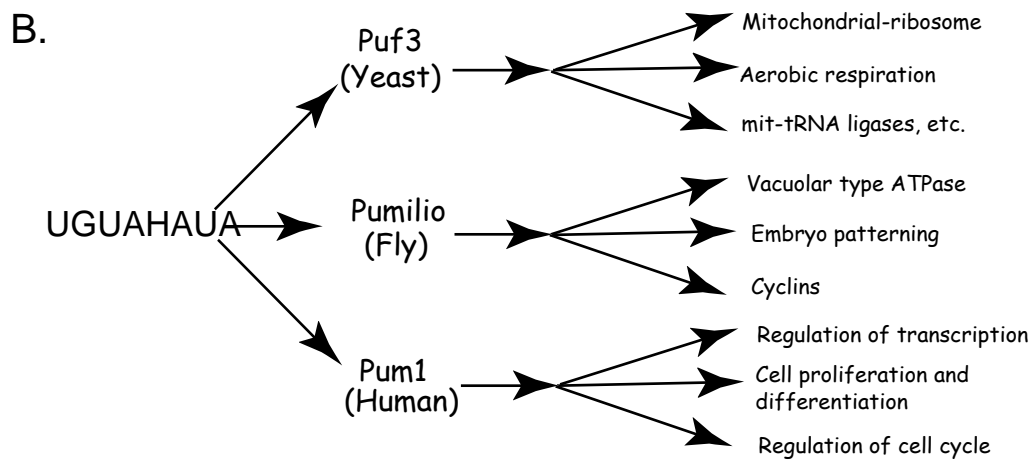 B.
UGUAHAUA
Puf3
(Yeast)
Mitochondrial-ribosome
Aerobic respiration
mit-tRNA ligases, etc.
Pumilio
(Fly)
Vacuolar type ATPase
Embryo patterning
Cyclins
Pum1
(Human)
Regulation of transcription
Cell proliferation and
differentiation
Regulation of cell cycle